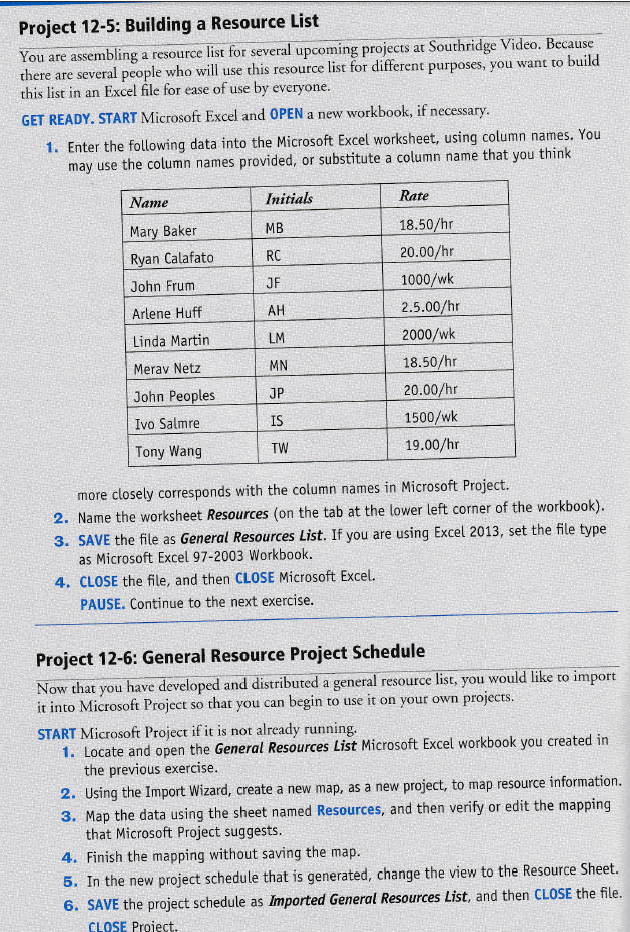 Project 12-5: Building a Resource List
You are assembling a resource list for several upcoming projects at Southridge Video. Because
there are several people who will use this resource list for different purposes, you want to build
this list in an Excel file for ease of use by everyone.
GET READY. START Microsoft Excel and OPEN a new workbook, if necessary.
1. Enter the following data into the Microsoft Excel worksheet, using column names. You
may use the column names provided, or substitute a column name that you think
Name Initials Rate
Mary Baker MB 18.50/hr
Ryan Calafato RC 20.00/hr
John Frum JF 1000/wk
Arlene Huff AH 2.5.00/hr
Linda Martin LM 2000/wk
Merav Netz MN 18.50/hr
John Peoples JP 20.00/hr
Ivo Salmre IS 1500/wk
Tony Wang TW 19.00/hr
more closely corresponds with the column names in Microsoft Project.
2. Name the worksheet Resources (on the tab at the lower left corner of the workbook).
3. SAVE the file as General Resources List. If you are using Excel 2013, set the file type
as Microsoft Excel 97-2003 Workbook.
4. CLOSE the file, and then CLOSE Microsoft Excel.
PAUSE. Continue to the next exercise.
Project 12-6: General Resource Project Schedule
Now that you have developed and distributed a general resource list, you would like to import
it into Microsoft Project so that you can begin to use it on your own projects.
START Microsoft Project if it is not already running.
1. Locate and open the General Resources List Microsoft Excel workbook you created in
the previous exercise.
2. Using the Import Wizard, create a new map, as a new project, to map resource information.
3. Map the data using the sheet named Resources, and then verify or edit the mapping
that Microsoft Project suggests.
4. Finish the mapping without saving the map.
5. In the new project schedule that is generated, change the view to the Resource Sheet.
6. SAVE the project schedule as Imported General Resources List, and then CLOSE the file.
CLOSE Project.